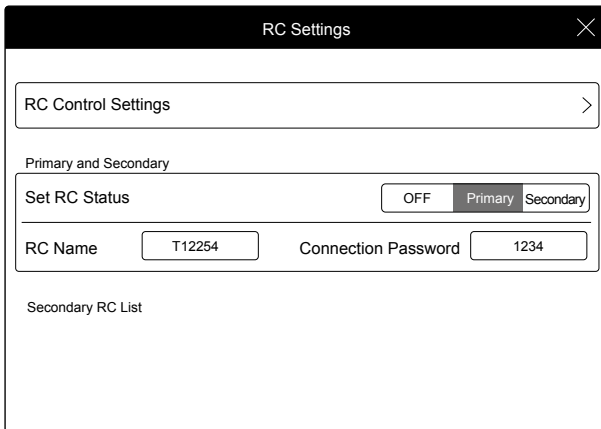 RC Settings
RC Control Settings
Primary and Secondary
Set RC Status OFF Primary Secondary
RC Name T12254 Connection Password 1234
Secondary RC List